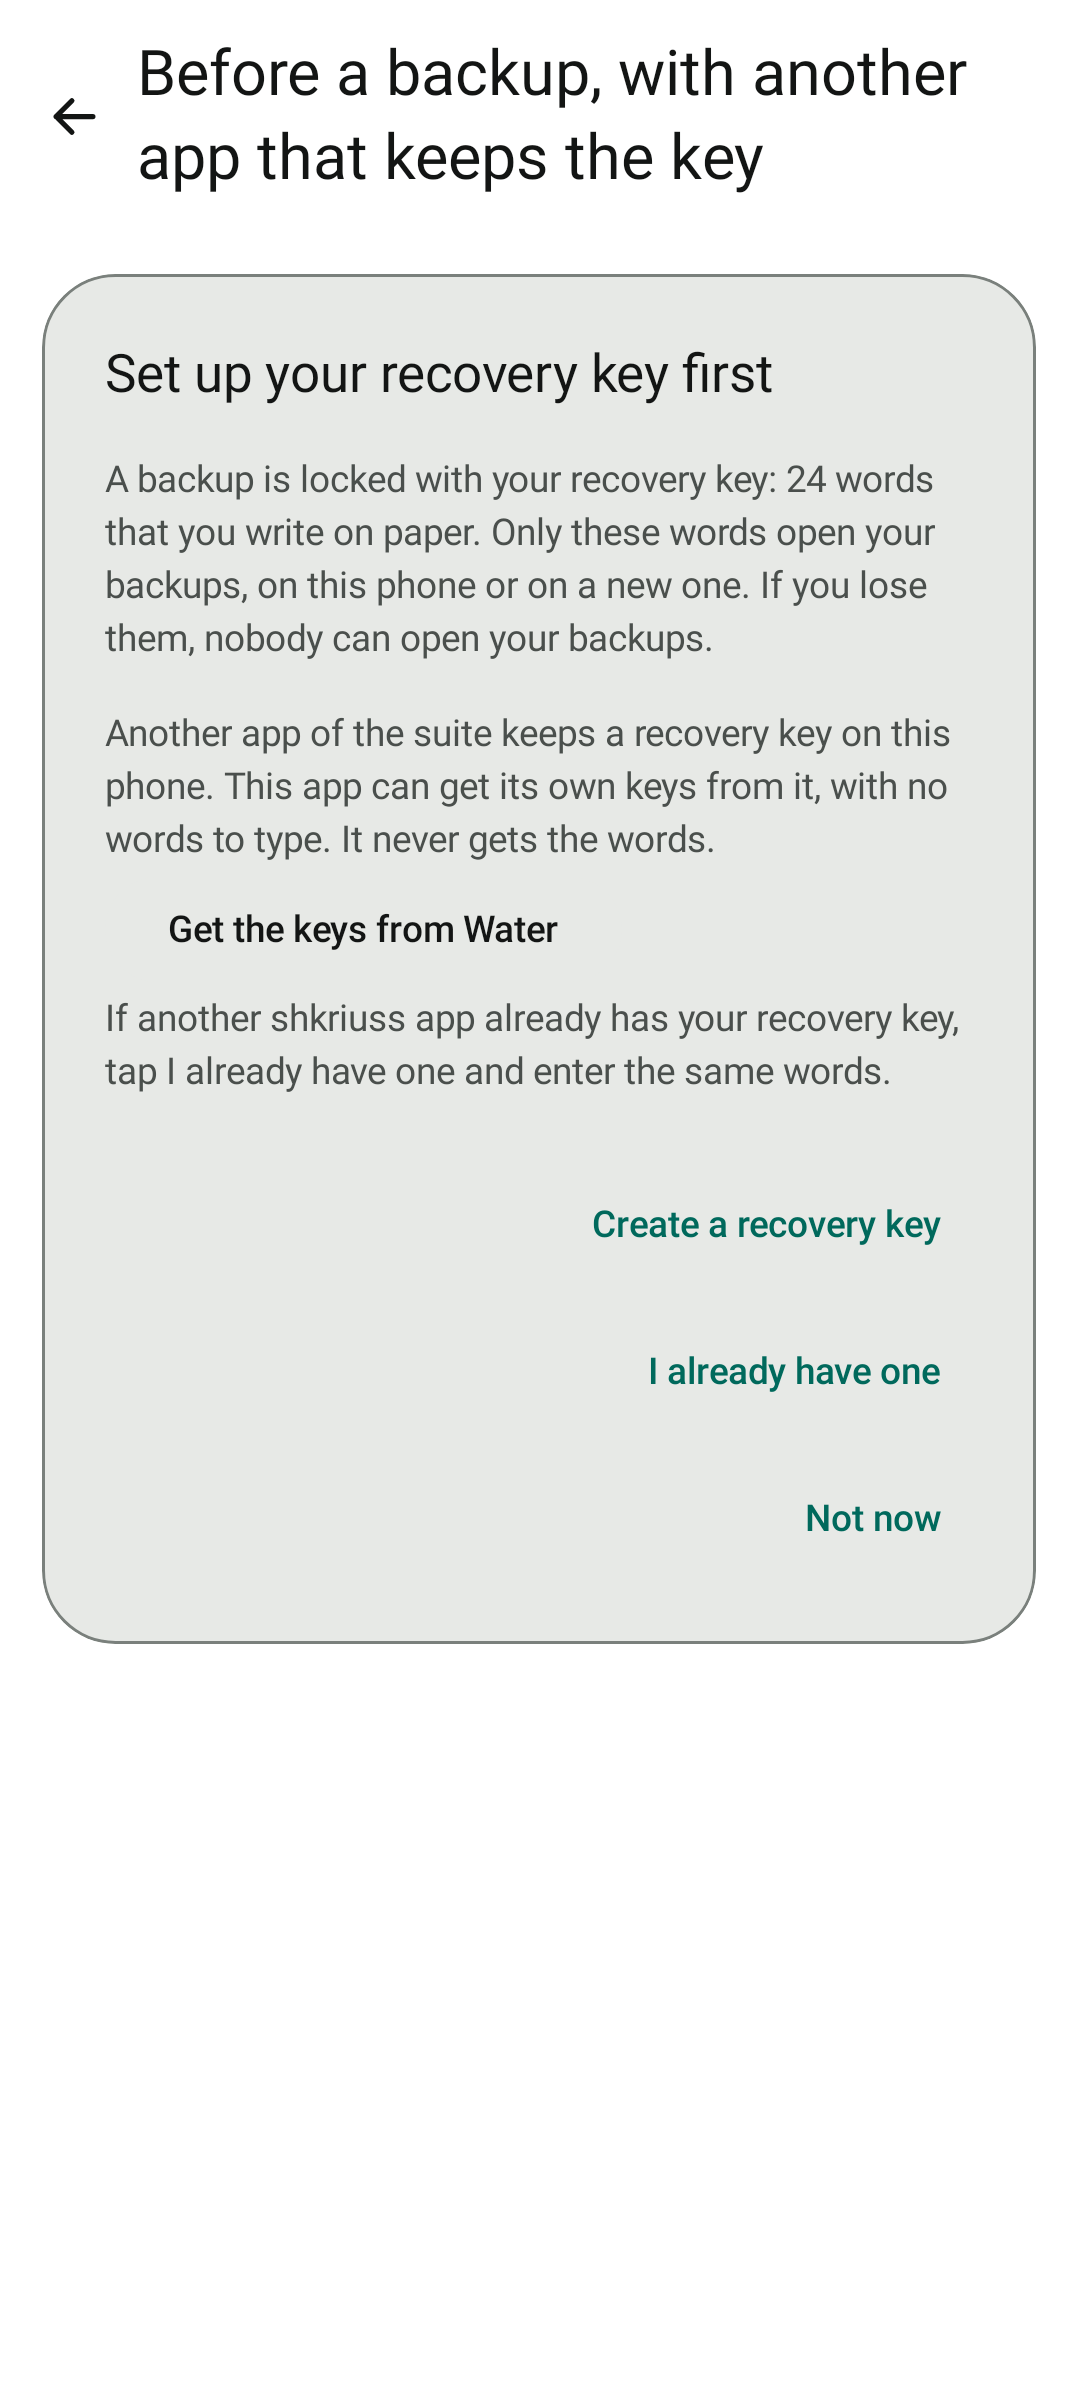 Before a backup, with another
app that keeps the key
Set up your recovery key first
A backup is locked with your recovery key: 24 words
that you write on paper. Only these words open your
backups, on this phone or on a new one. If you lose
them, nobody can open your backups.
Another app of the suite keeps a recovery key on this
phone. This app can get its own keys from it, with no
words to type. It never gets the words.
Get the keys from Water
If another shkriuss app already has your recovery key,
tap I already have one and enter the same words.
Create a recovery key
I already have one
Not now